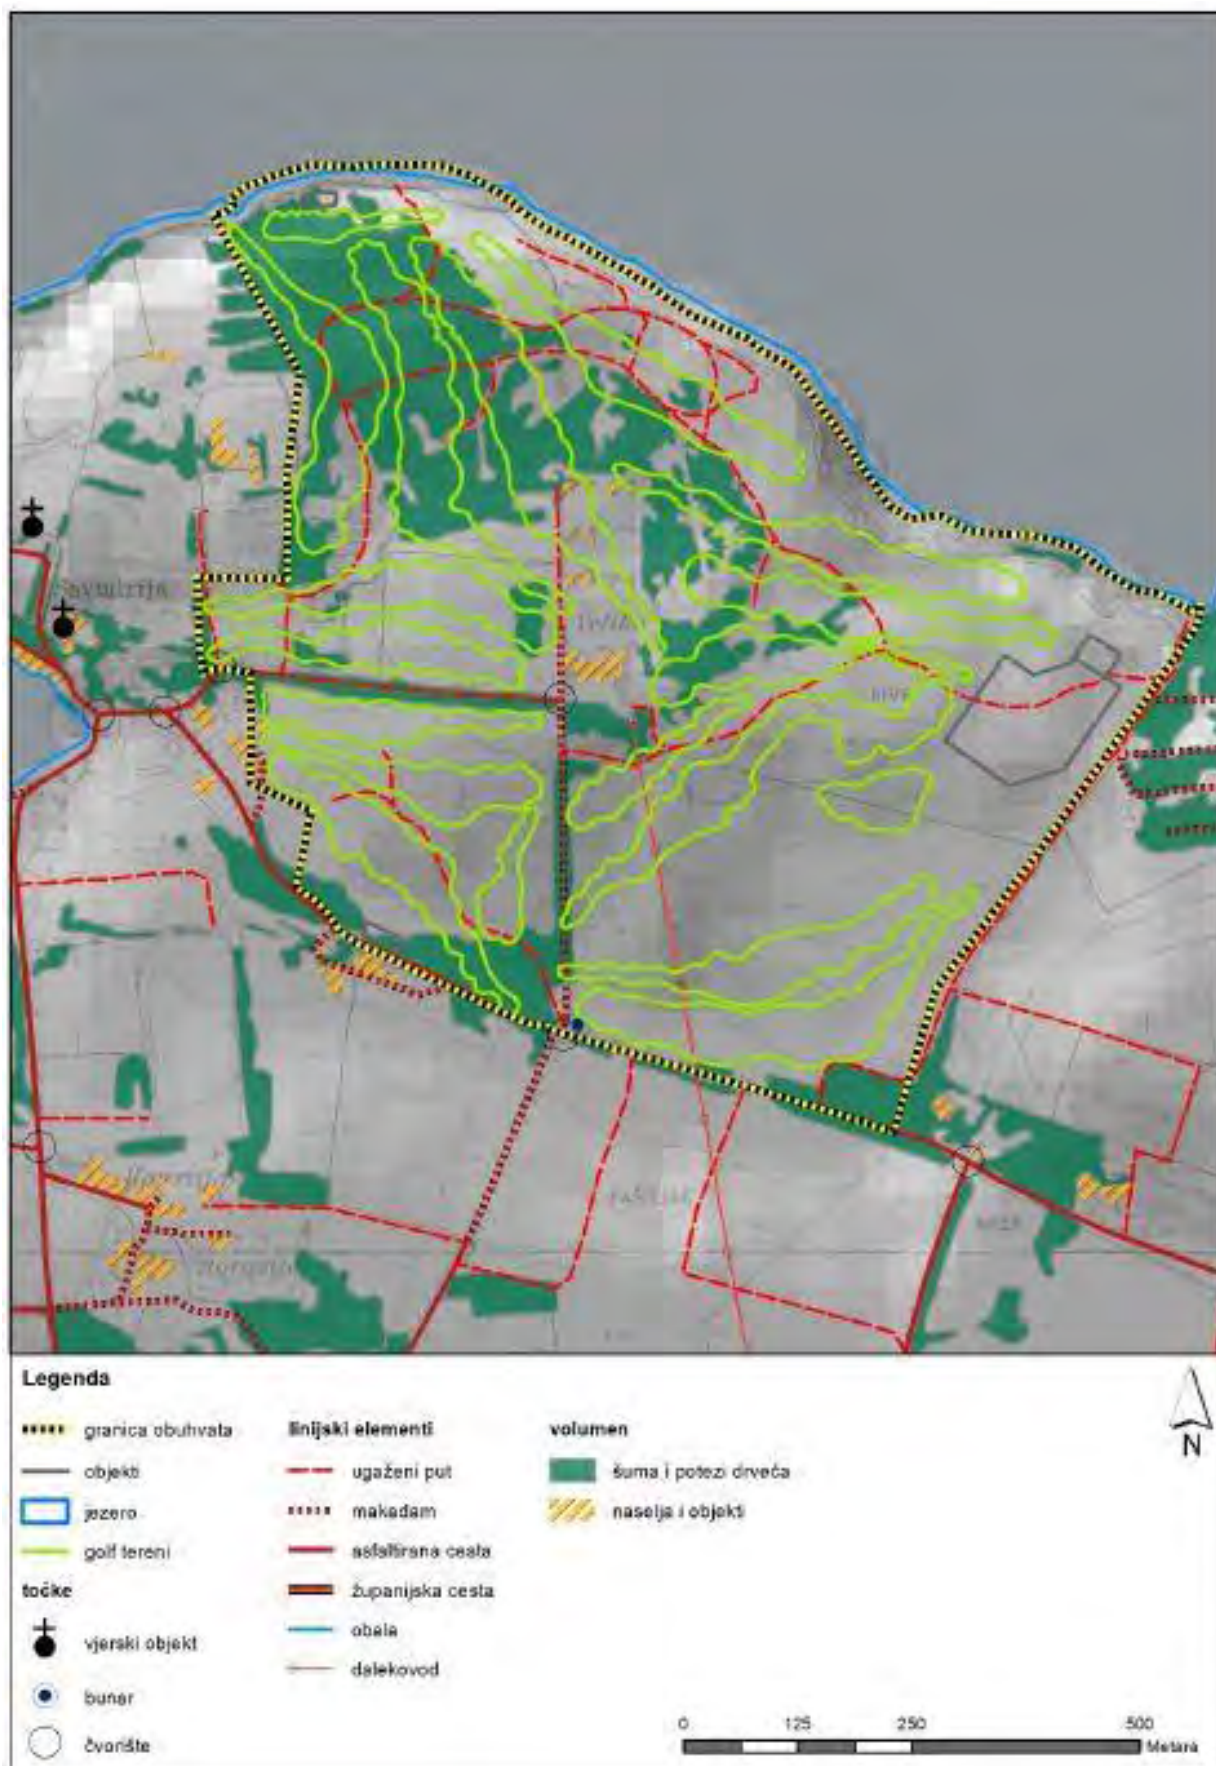 Legenda
granica obuhvata
objekti
jezero
golf tereni
točke
vjerski objekt
bunar
čvorište
linijski elementi
ugaženi put
makadam
asfaltirana cesta
županijska cesta
obala
dalekovod
volumen
šuma i potezi drveća
naselja i objekti
N
0 125 250 500
Metara